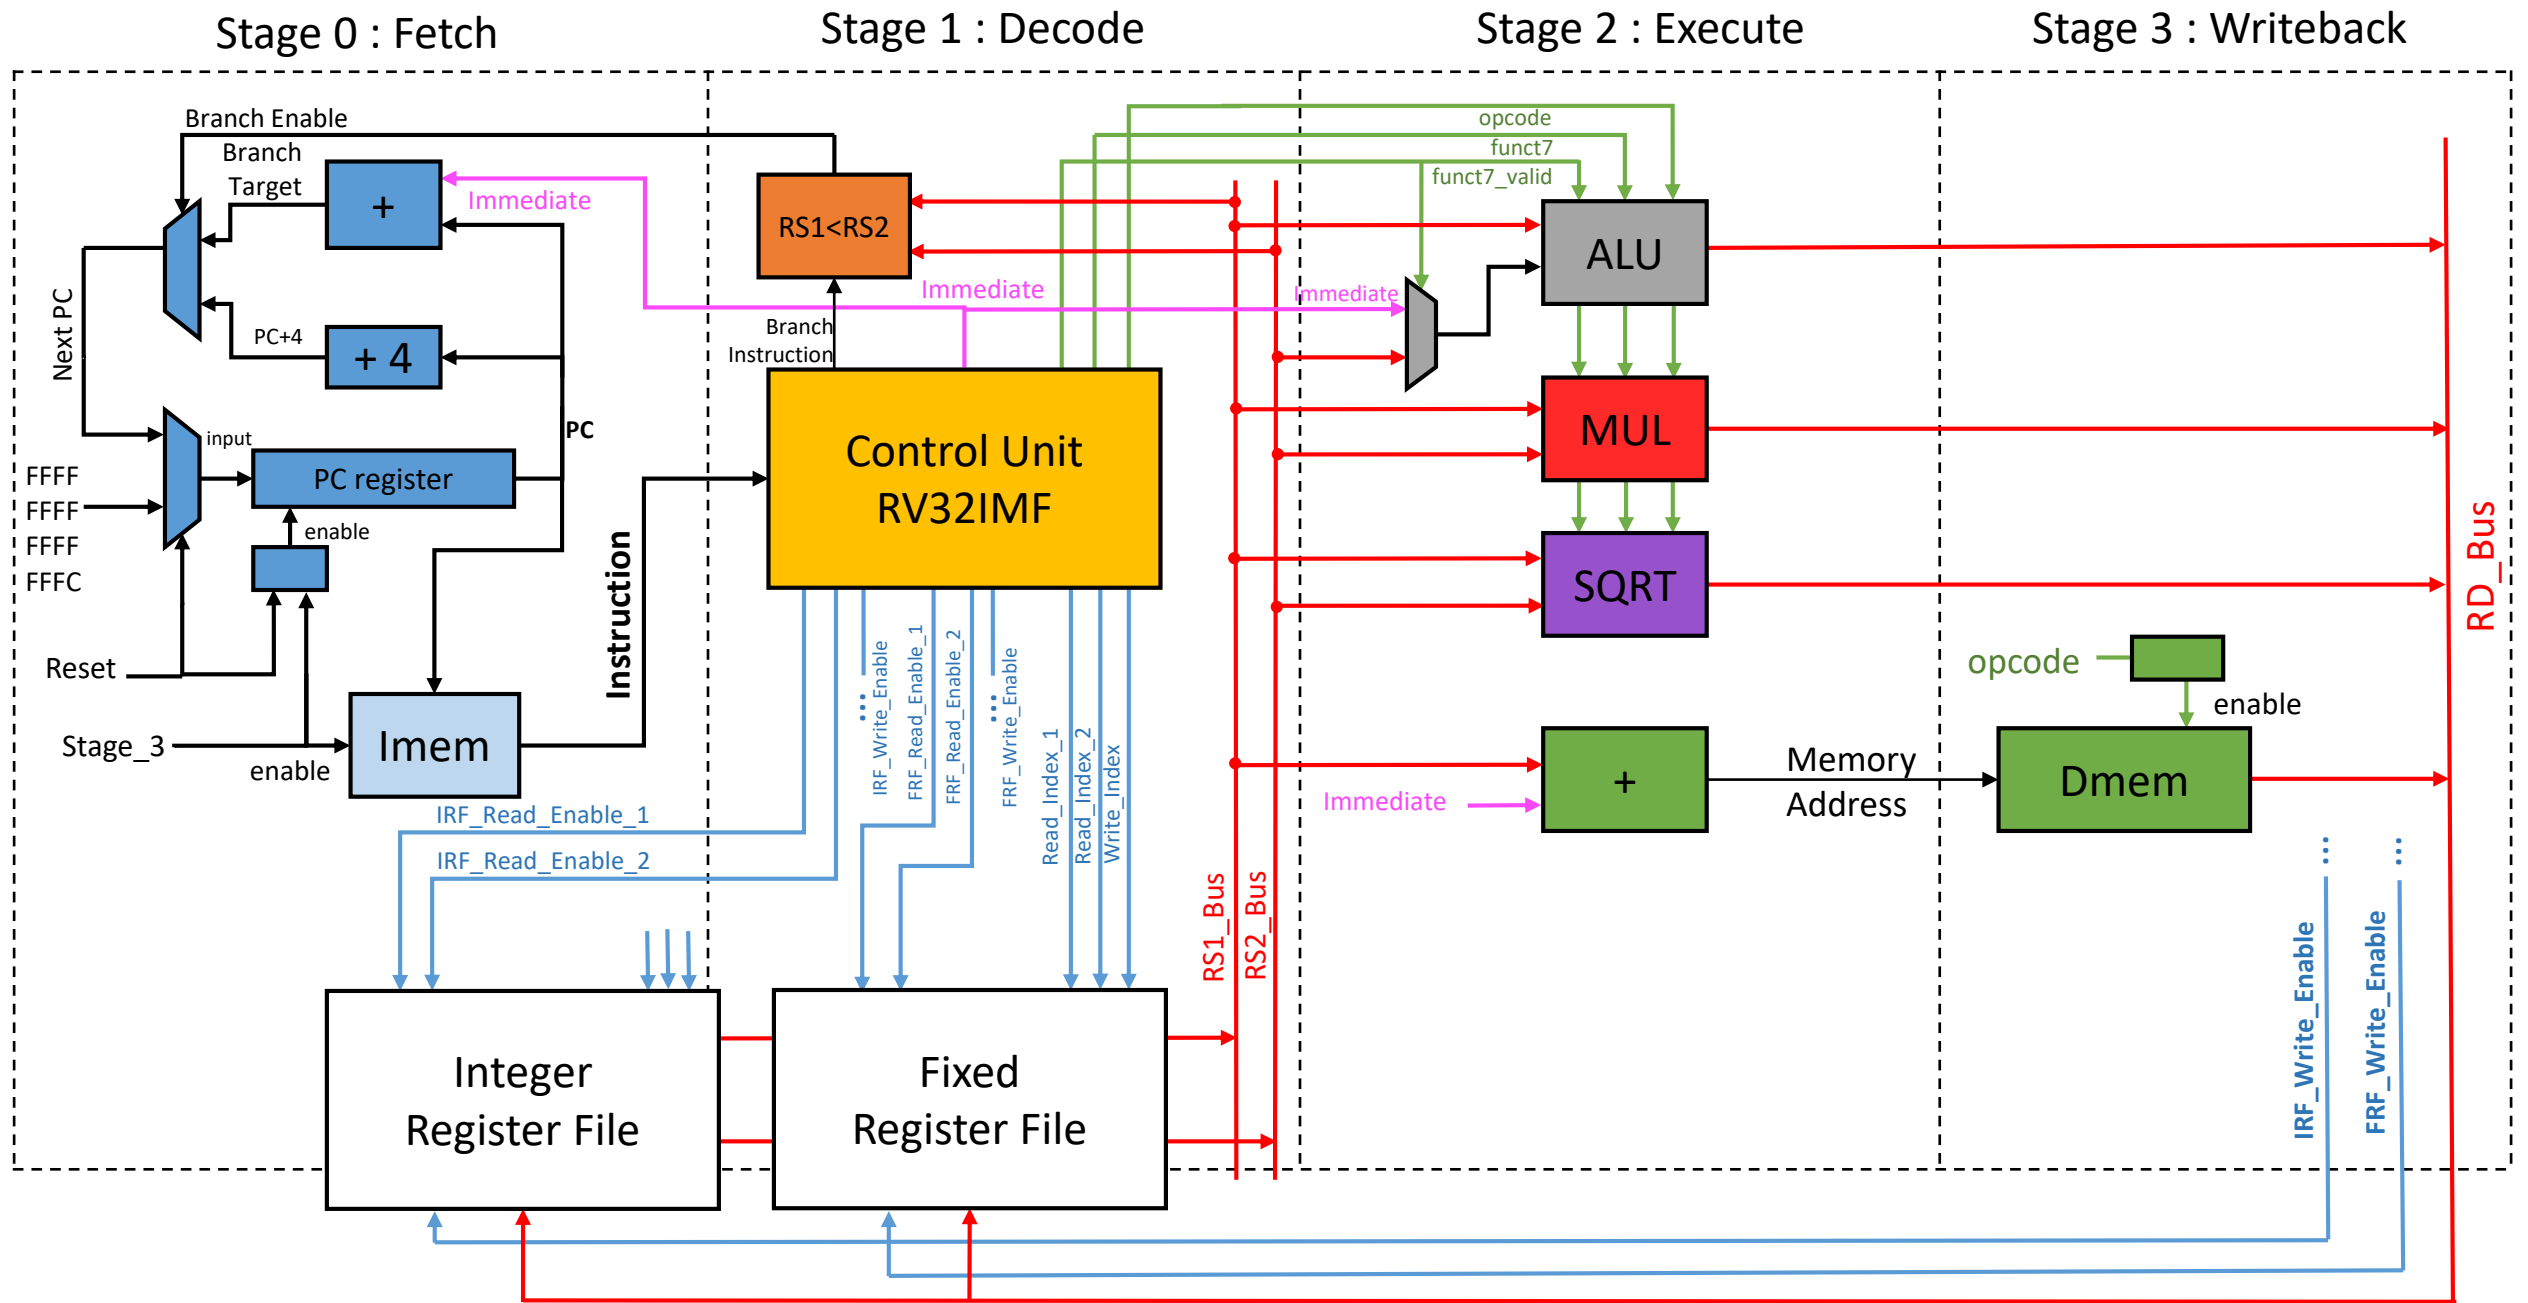 Stage 0 : Fetch
Stage 1 : Decode
Stage 2 : Execute
Stage 3 : Writeback
Branch Enable
Branch
Target
+
Immediate
Next PC
PC+4
+ 4
input
PC register
PC
FFFF
FFFF
FFFF
FFFC
enable
Reset
Stage_3
enable
Imem
Instruction
RS1<RS2
Branch
Instruction
Immediate
Control Unit
RV32IMF
IRF_Read_Enable_1
IRF_Read_Enable_2
IRF_Write_Enable
FRF_Read_Enable_1
FRF_Read_Enable_2
FRF_Write_Enable
Read_Index_1
Read_Index_2
Write_Index
Integer
Register File
Fixed
Register File
RS1_Bus
RS2_Bus
opcode
funct7
funct7_valid
Immediate
ALU
MUL
SQRT
Immediate
+
Memory
Address
opcode
enable
Dmem
RD_Bus
IRF_Write_Enable
FRF_Write_Enable